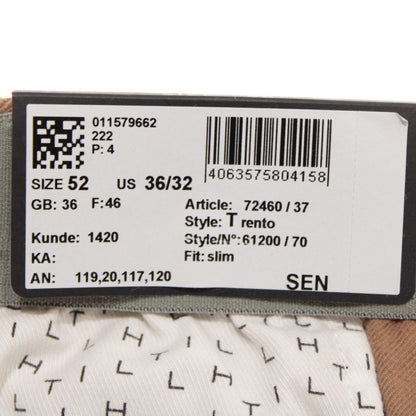 011579662
222
P: 4
4063575804158
SIZE 52 US 36/32
GB: 36 F: 46
Article: 72460 / 37
Style: Trento
Kunde: 1420
Style/N°: 61200 / 70
KA:
Fit: slim
AN: 119,20,117,120
SEN